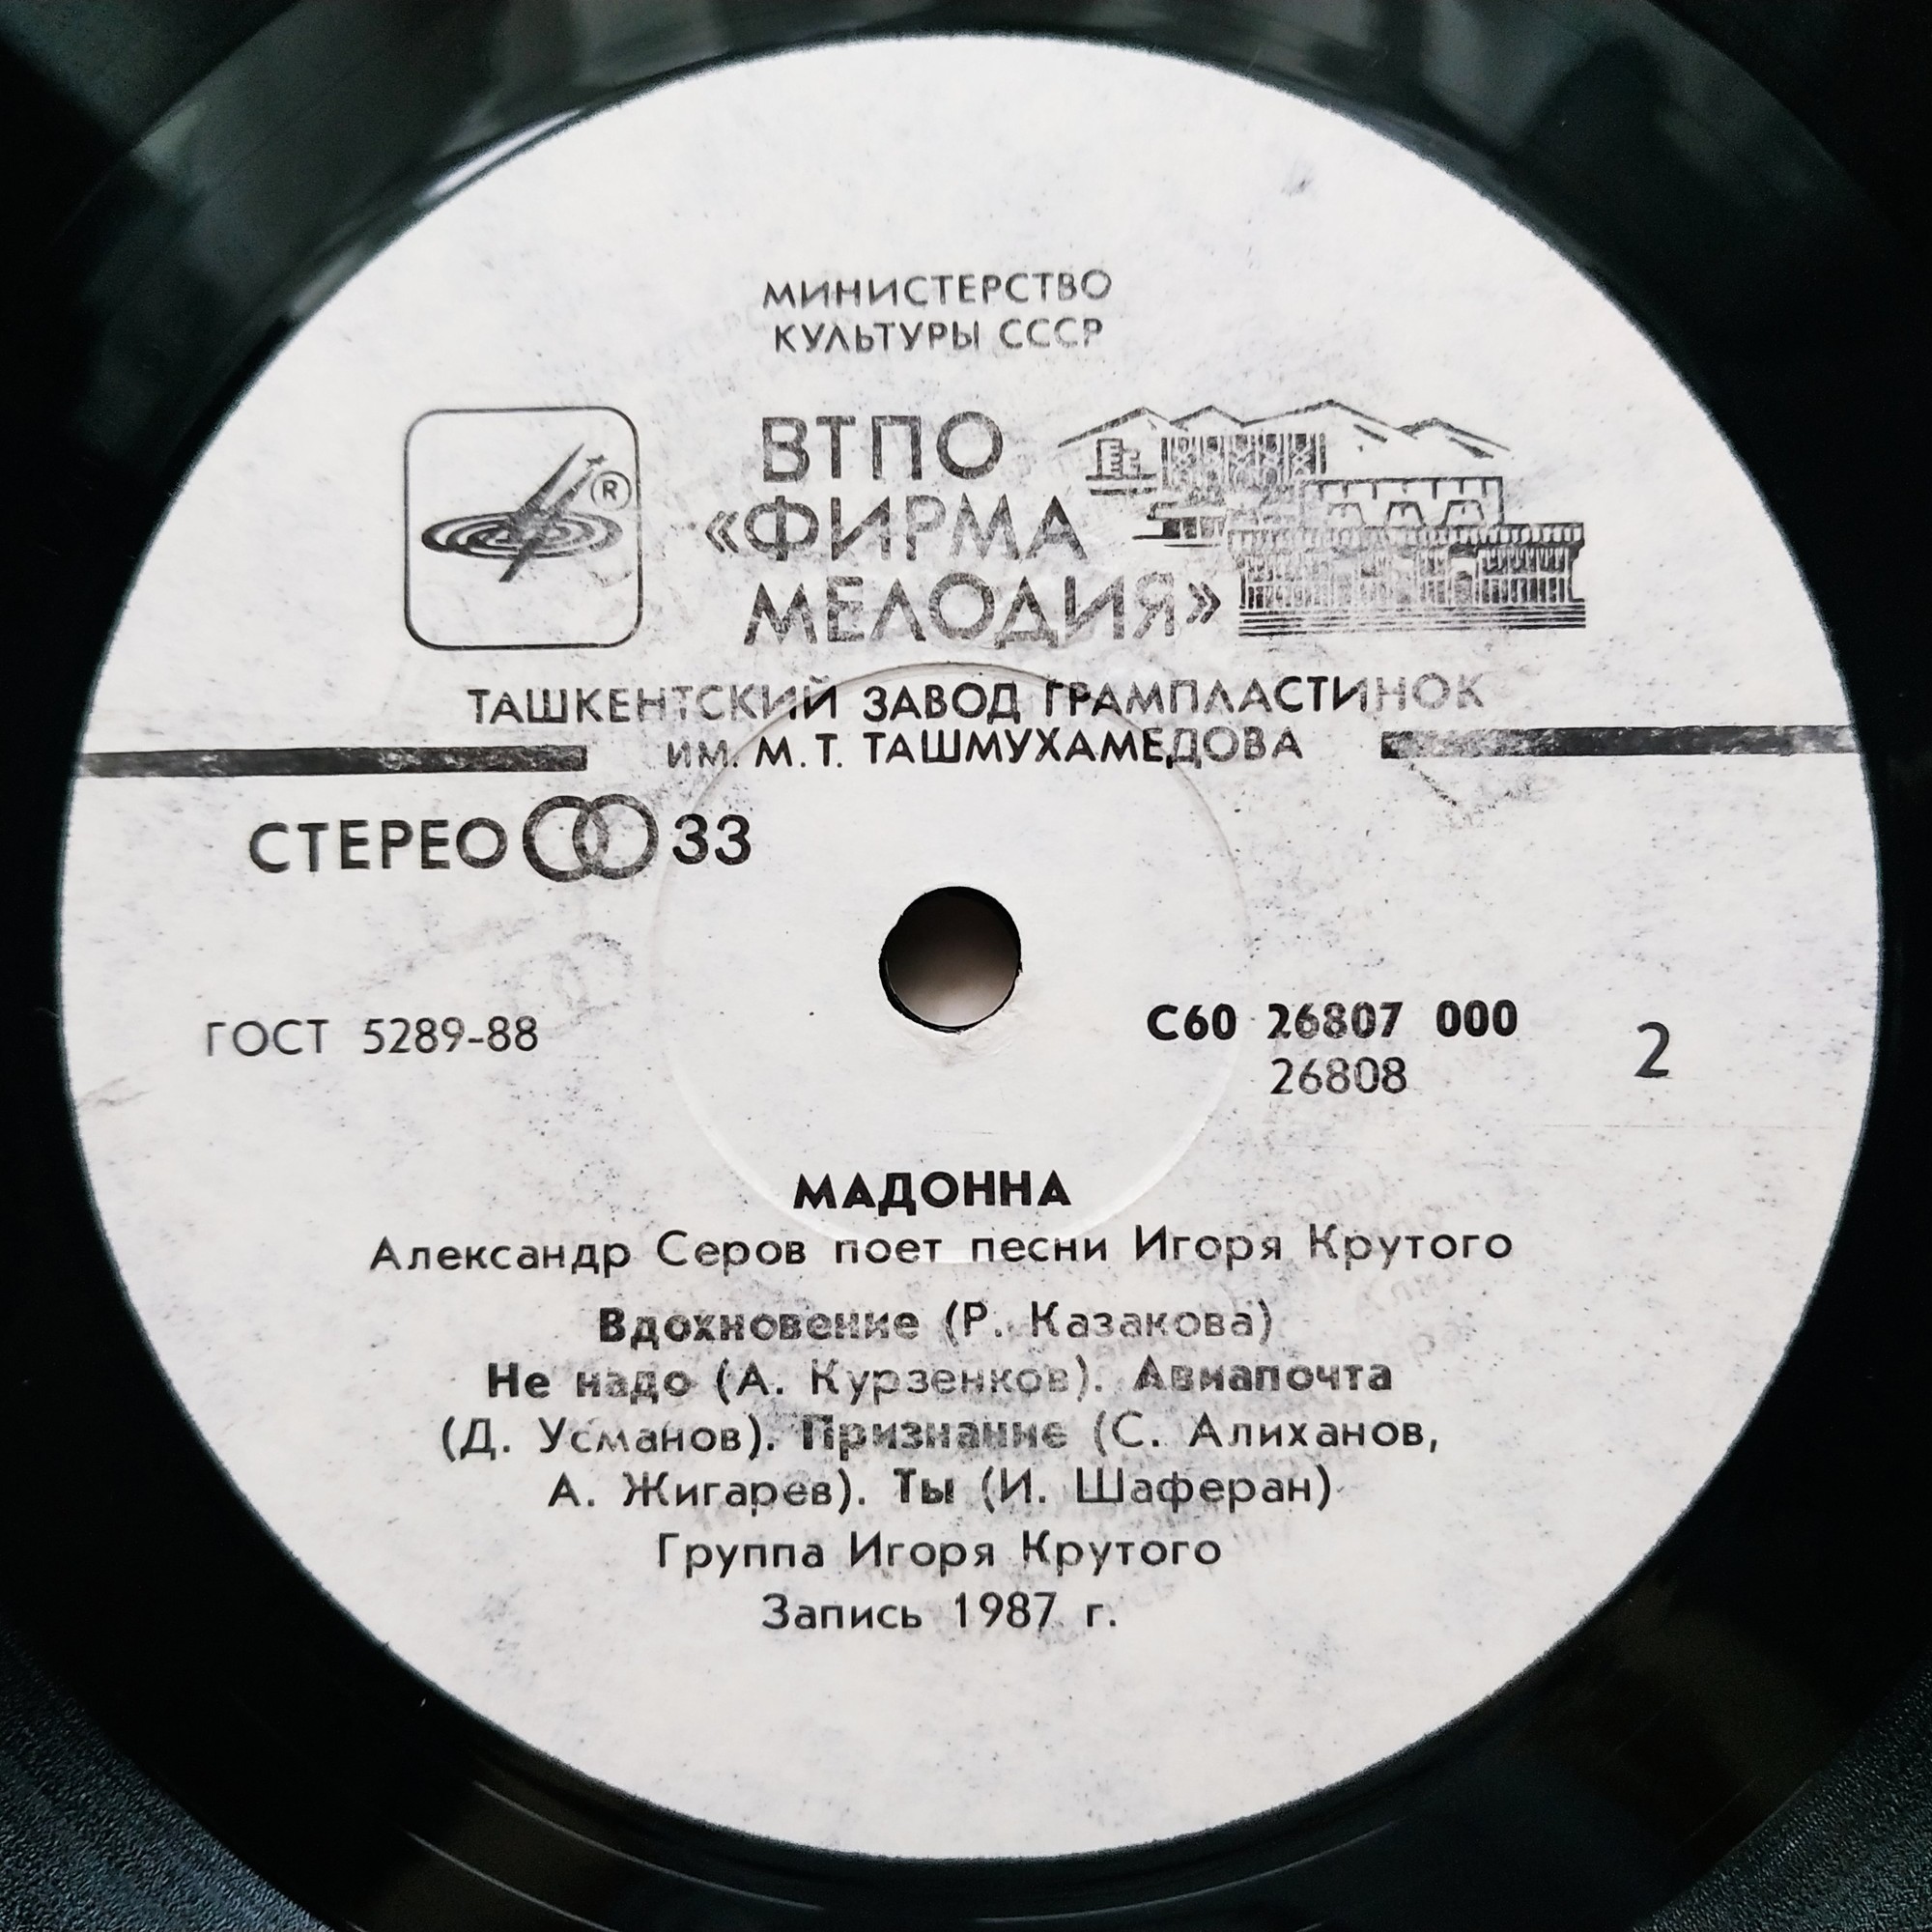 МИНИСТЕРСТВО
КУЛЬТУРЫ СССР
ВТПО
«ФИРМА
МЕЛОДИЯ»
®
ТАШКЕНТСКИЙ ЗАВОД ГРАМПЛАСТИНОК
ИМ. М. Т. ТАШМУХАМЕДОВА
СТЕРЕО 33
ГОСТ 5289-88
С60 26807 000
26808
2
МАДОННА
Александр Серов поет песни Игоря Крутого
Вдохновение (Р. Казакова)
Не надо (А. Курзенков). Авиапочта
(Д. Усманов). Признание (С. Алиханов,
А. Жигарев). Ты (И. Шаферан)
Группа Игоря Крутого
Запись 1987 г.